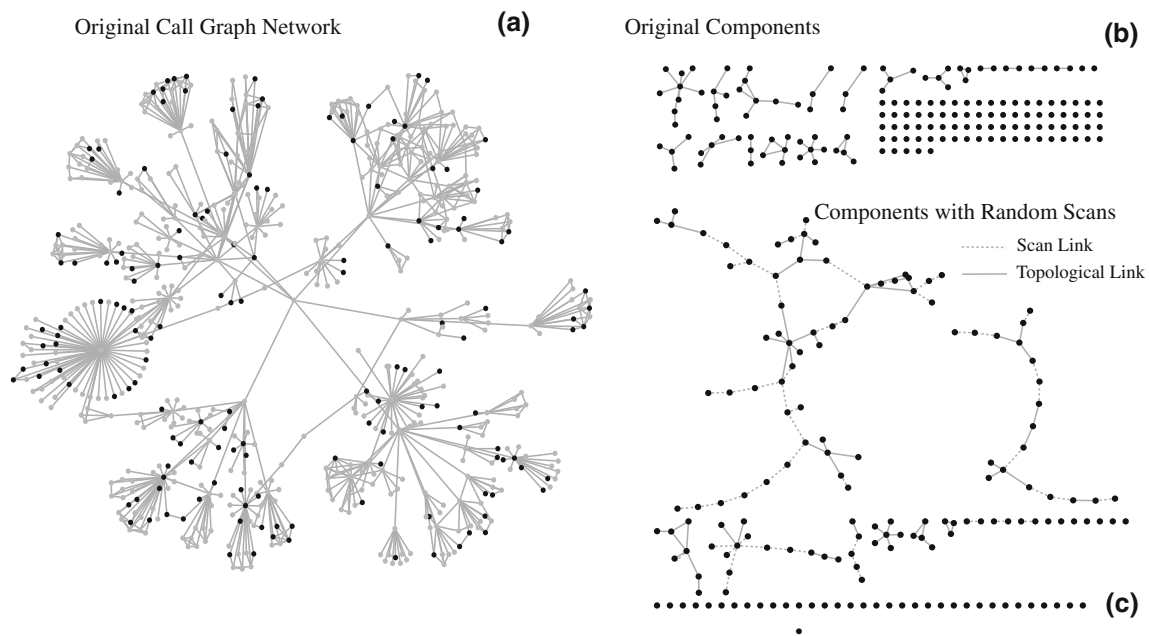 Original Call Graph Network
(a)
Original Components
(b)
Components with Random Scans
Scan Link
Topological Link
(c)